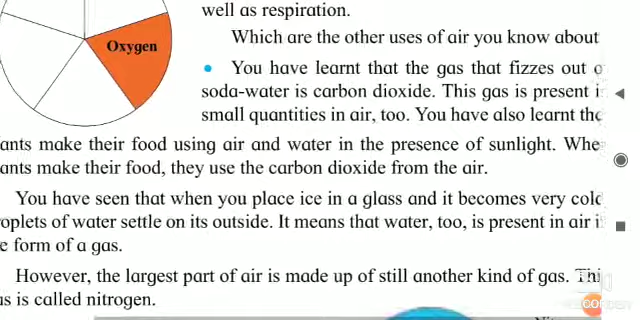 well as respiration.
Oxygen
Which are the other uses of air you know about
You have learnt that the gas that fizzes out
soda-water is carbon dioxide. This gas is present
small quantities in air, too. You have also learnt
ants make their food using air and water in the presence of sunlight.
ants make their food, they use the carbon dioxide from the air.
You have seen that when you place ice in a glass and it becomes very
oplets of water settle on its outside. It means that water, too, is present in air
e form of a gas.
However, the largest part of air is made up of still another kind of gas.
as is called nitrogen.